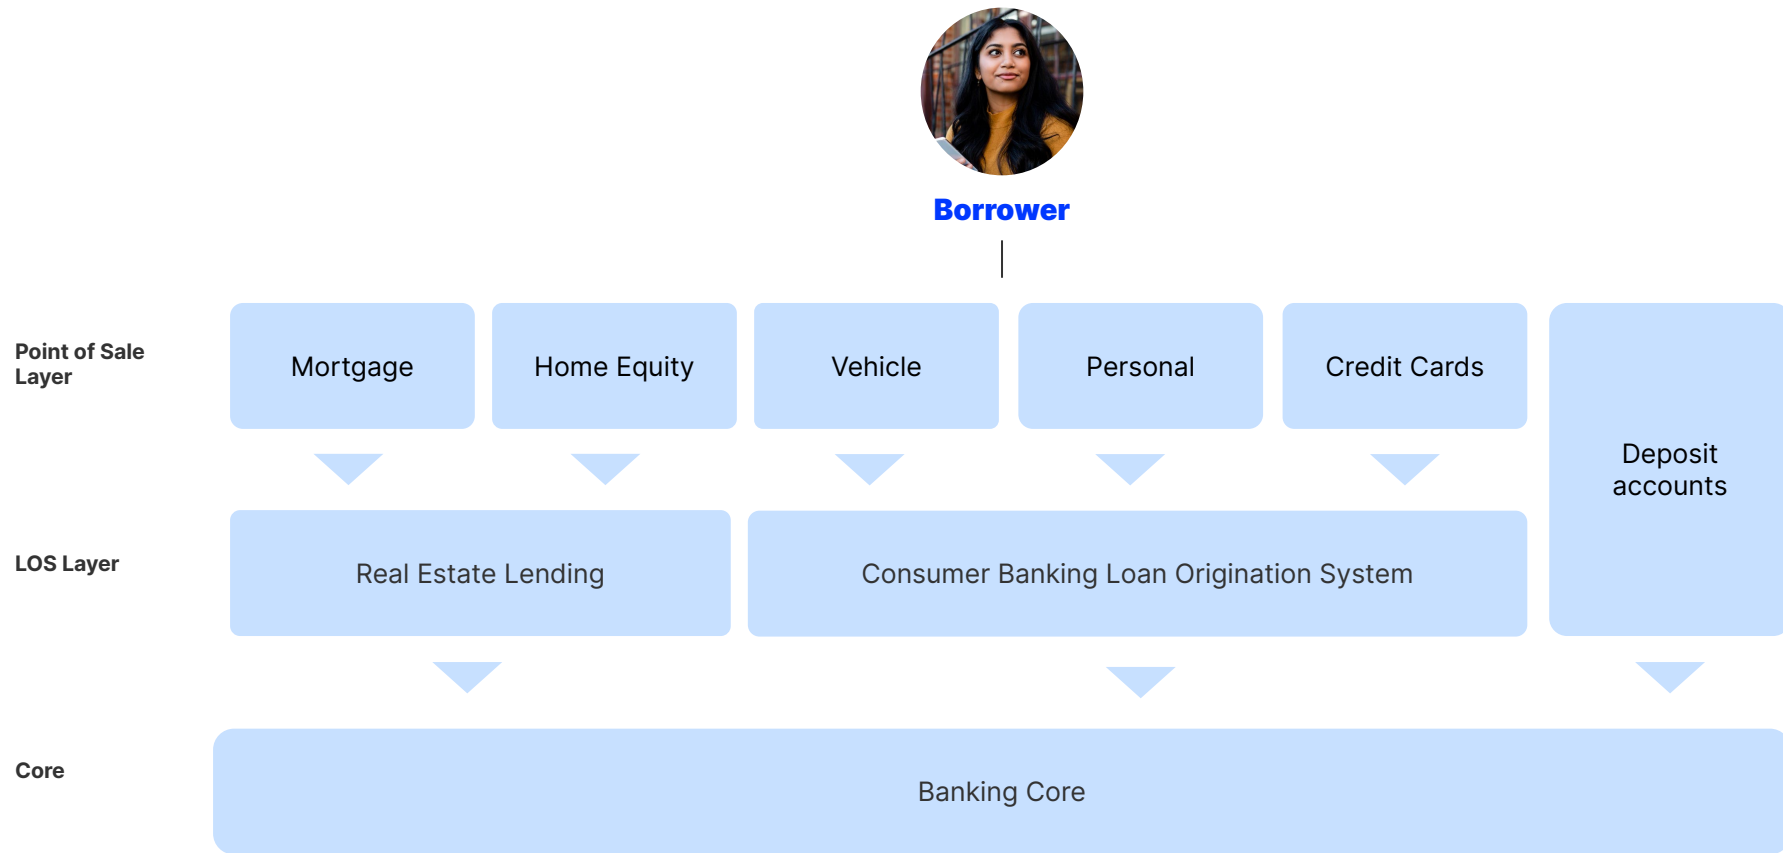 Borrower
Point of Sale
Layer
Mortgage
Home Equity
Vehicle
Personal
Credit Cards
Deposit
accounts
LOS Layer
Real Estate Lending
Consumer Banking Loan Origination System
Core
Banking Core